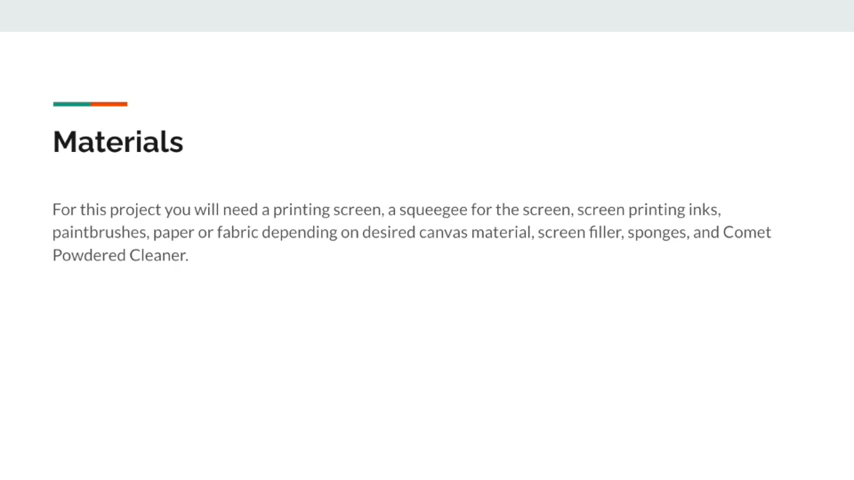 Materials
For this project you will need a printing screen, a squeegee for the screen, screen printing inks,
paintbrushes, paper or fabric depending on desired canvas material, screen filler, sponges, and Comet
Powdered Cleaner.